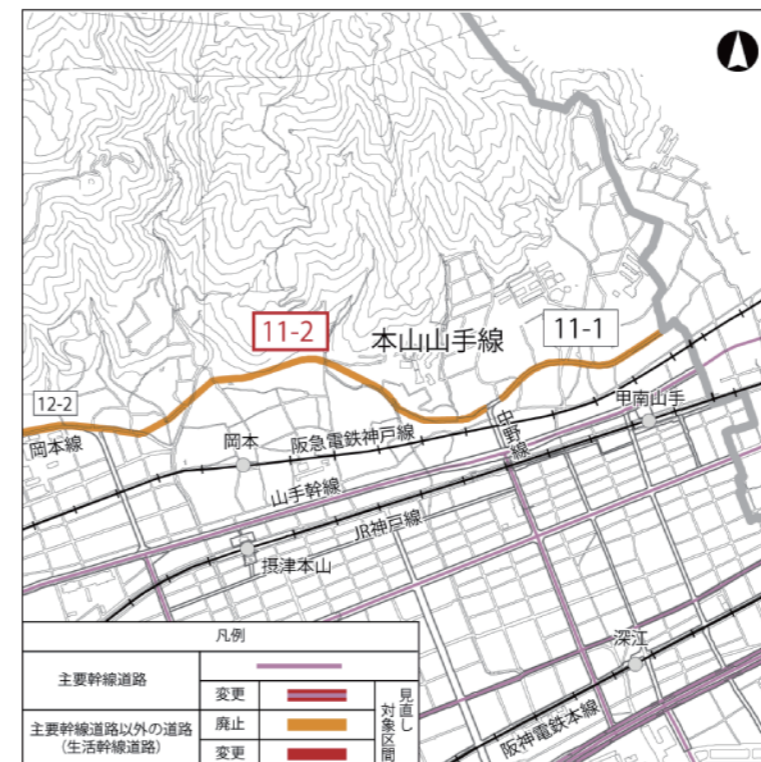 11-2
本山山手線
11-1
12-2
岡本線
岡本
阪急電鉄神戸線
中野線
甲南山手
山手幹線
JR神戸線
摂津本山
深江
阪神電鉄本線
凡例
主要幹線道路
変更
主要幹線道路以外の道路
(生活幹線道路)
廃止
変更
見直し
対象区間